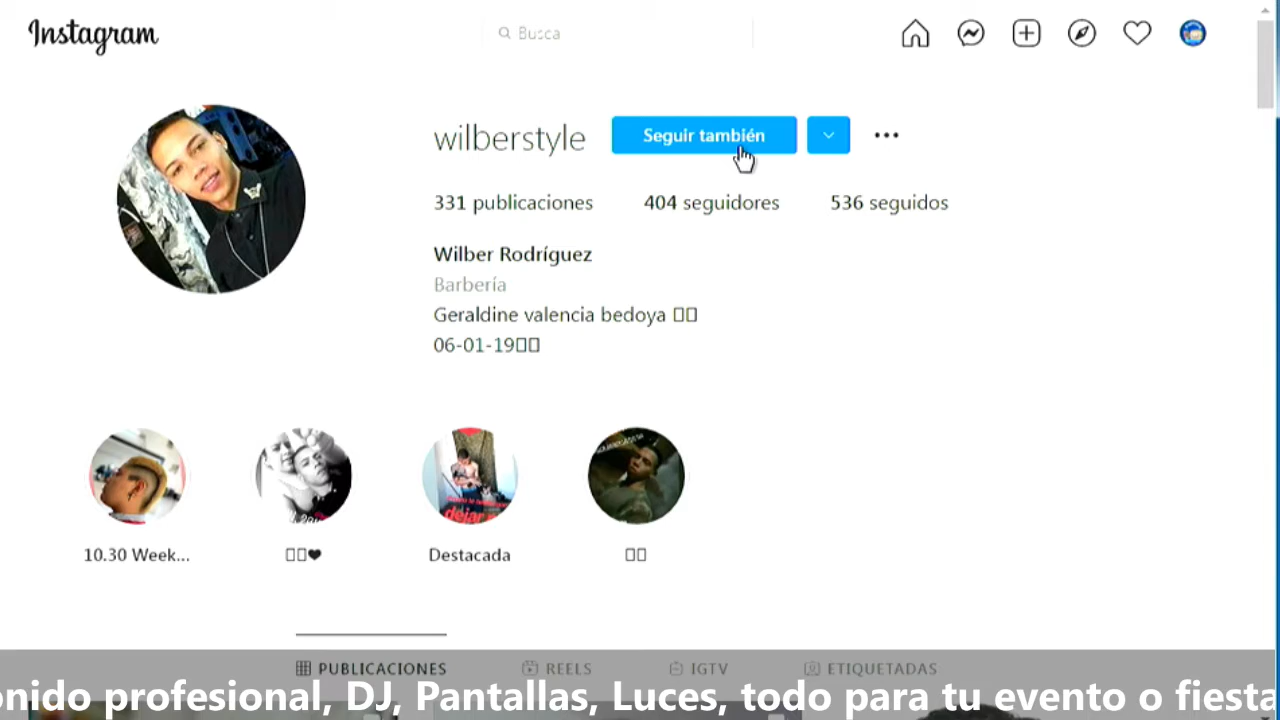 Instagram
Busca
wilberstyle
Seguir también
331 publicaciones
404 seguidores
536 seguidos
Wilber Rodríguez
Barbería
Geraldine valencia bedoya
06-01-19
10.30 Week...
❤
Destacada
PUBLICACIONES
REELS
IGTV
ETIQUETADAS
onido profesional, DJ, Pantallas, Luces, todo para tu evento o fiesta